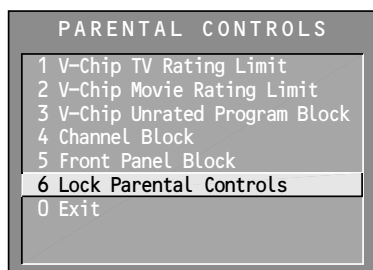 PARENTAL CONTROLS
1 V-Chip TV Rating Limit
2 V-Chip Movie Rating Limit
3 V-Chip Unrated Program Block
4 Channel Block
5 Front Panel Block
6 Lock Parental Controls
0 Exit